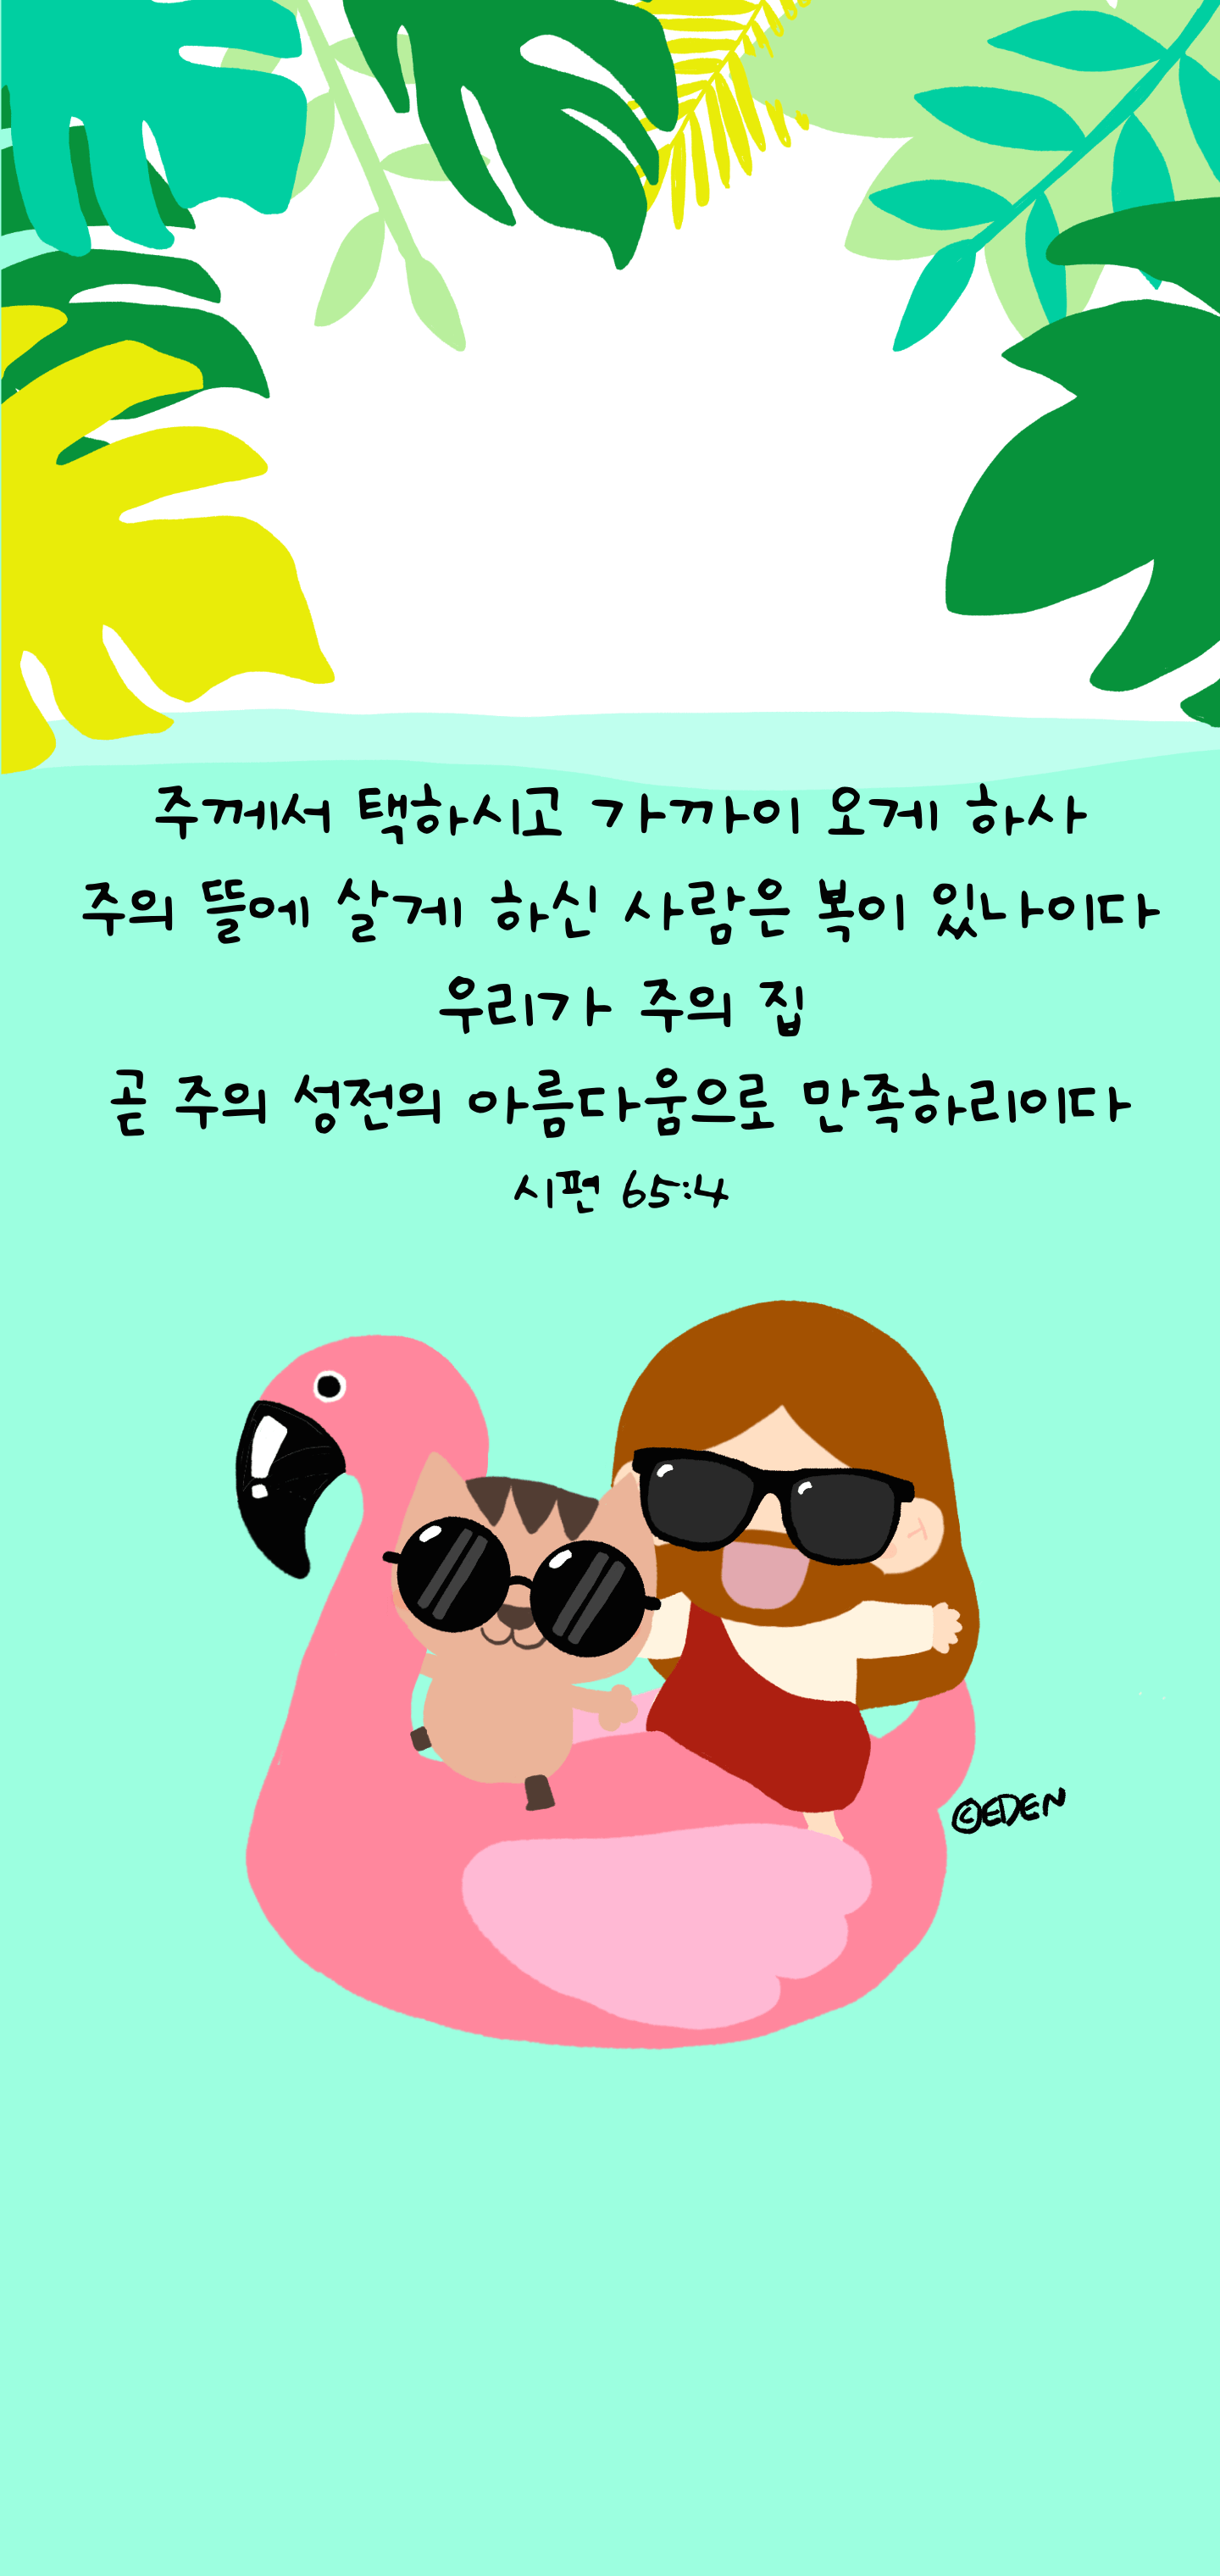 주께서 택하시고 가까이 오게 하사
주의 뜰에 살게 하신 사람은 복이 있나이다
우리가 주의 집
곧 주의 성전의 아름다움으로 만족하리이다
시편 65:4
©EDEN